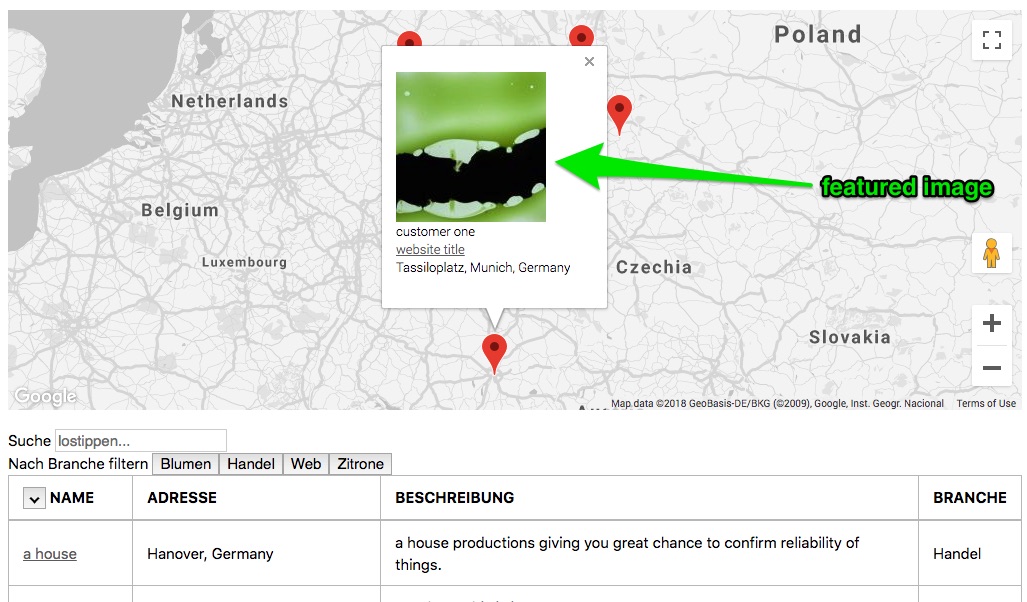 Poland
Netherlands
Belgium
Luxembourg
customer one
website title
Tassiloplatz, Munich, Germany
featured image
Czechia
Slovakia
Google
Map data ©2018 GeoBasis-DE/BKG (©2009), Google, Inst. Geogr. Nacional Terms of Use
Suche lostippen...
Nach Branche filtern Blumen Handel Web Zitrone
NAME ADRESSE BESCHREIBUNG BRANCHE
a house Hanover, Germany a house productions giving you great chance to confirm reliability of Handel
things.